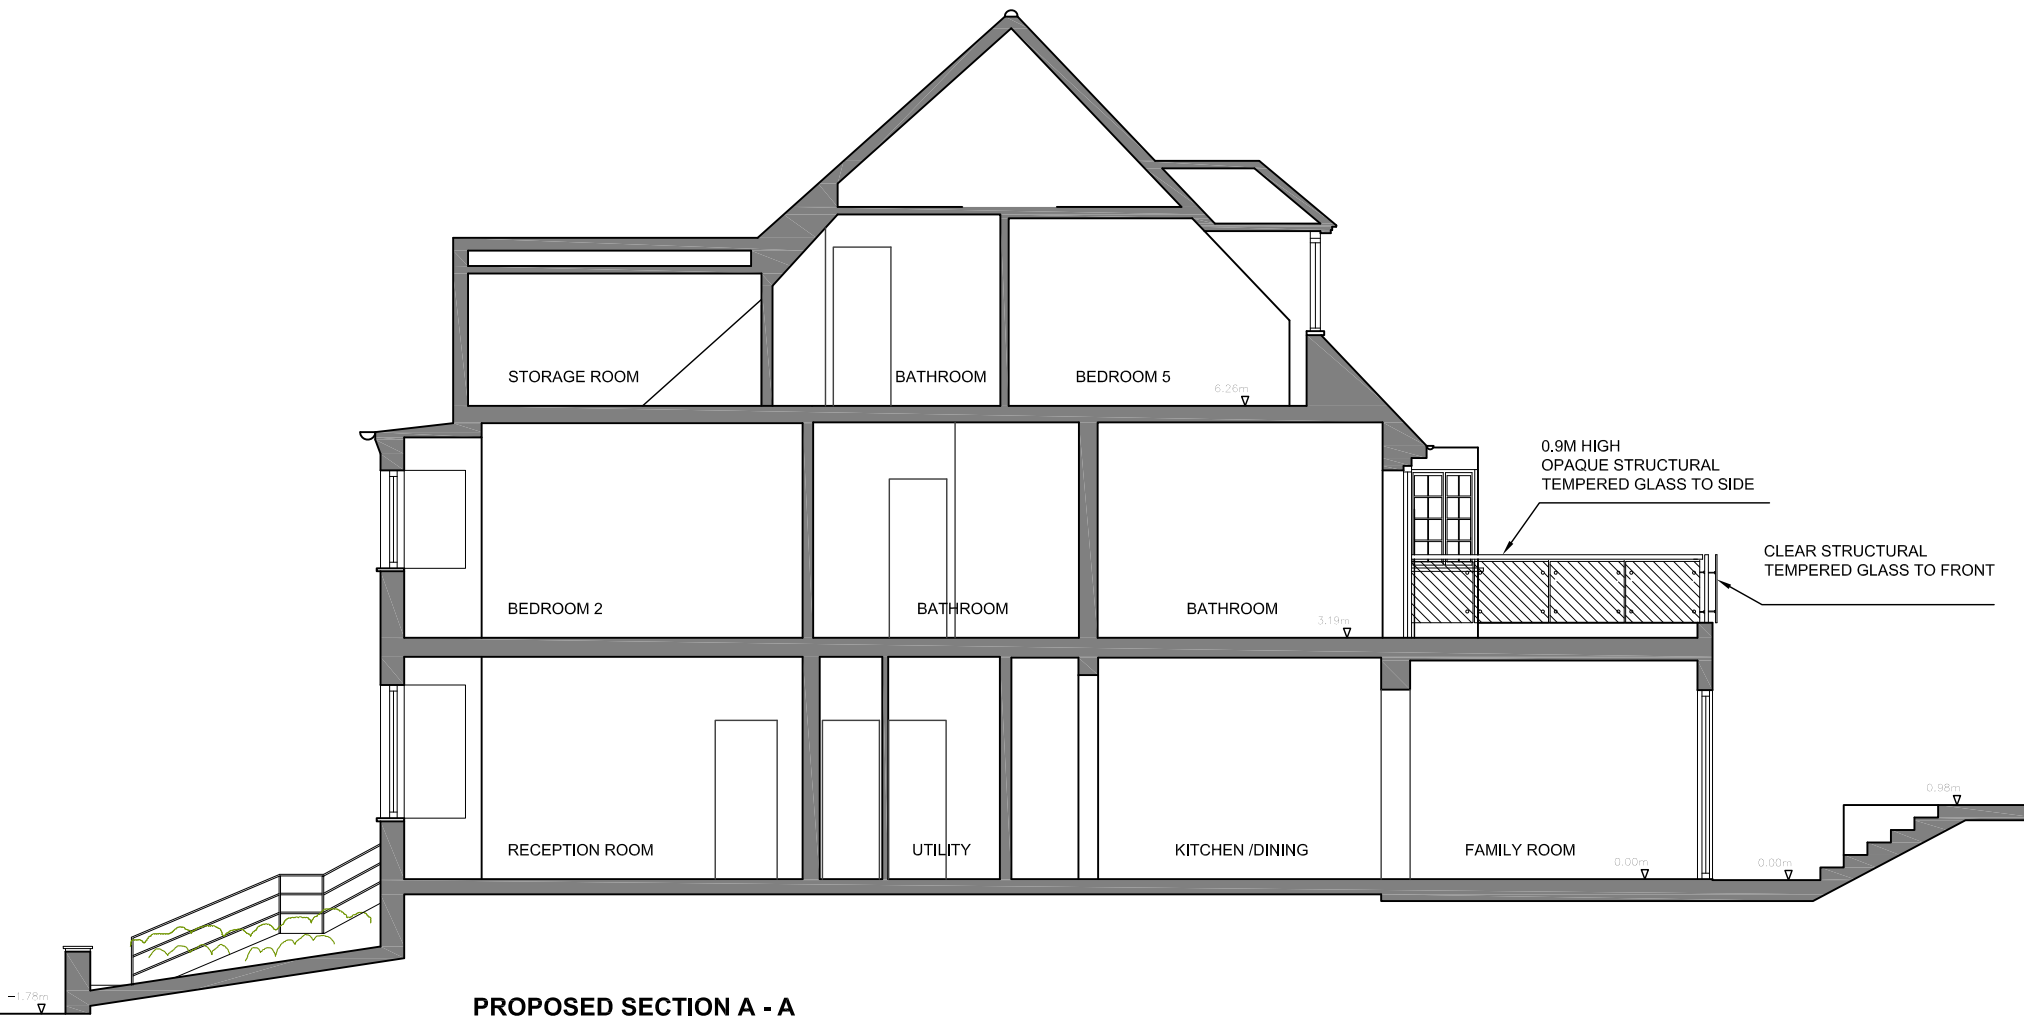 STORAGE ROOM
BATHROOM
BEDROOM 5
6.26m
0.9M HIGH
OPAQUE STRUCTURAL
TEMPERED GLASS TO SIDE
CLEAR STRUCTURAL
TEMPERED GLASS TO FRONT
BEDROOM 2
BATHROOM
BATHROOM
3.19m
0.98m
RECEPTION ROOM
UTILITY
KITCHEN /DINING
FAMILY ROOM
0.00m
0.00m
-1.78m
PROPOSED SECTION A - A